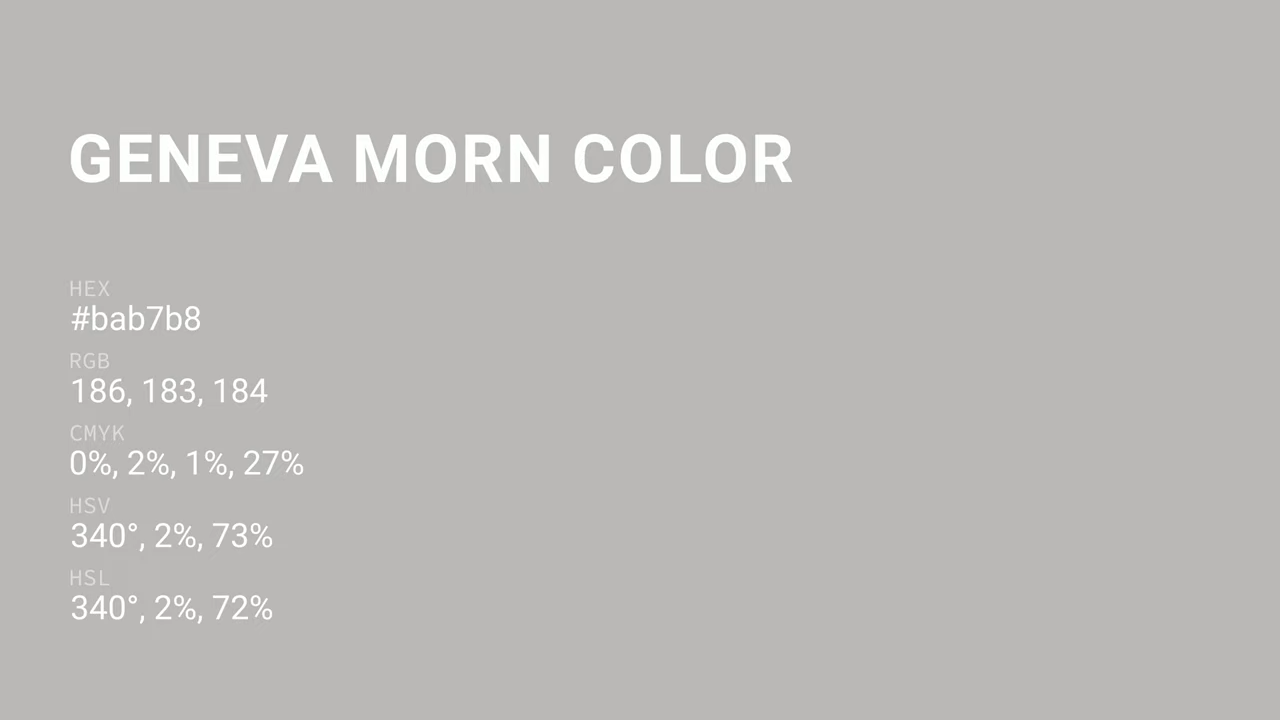 GENEVA MORN COLOR
HEX
#bab7b8
RGB
186, 183, 184
CMYK
0%, 2%, 1%, 27%
HSV
340°, 2%, 73%
HSL
340°, 2%, 72%